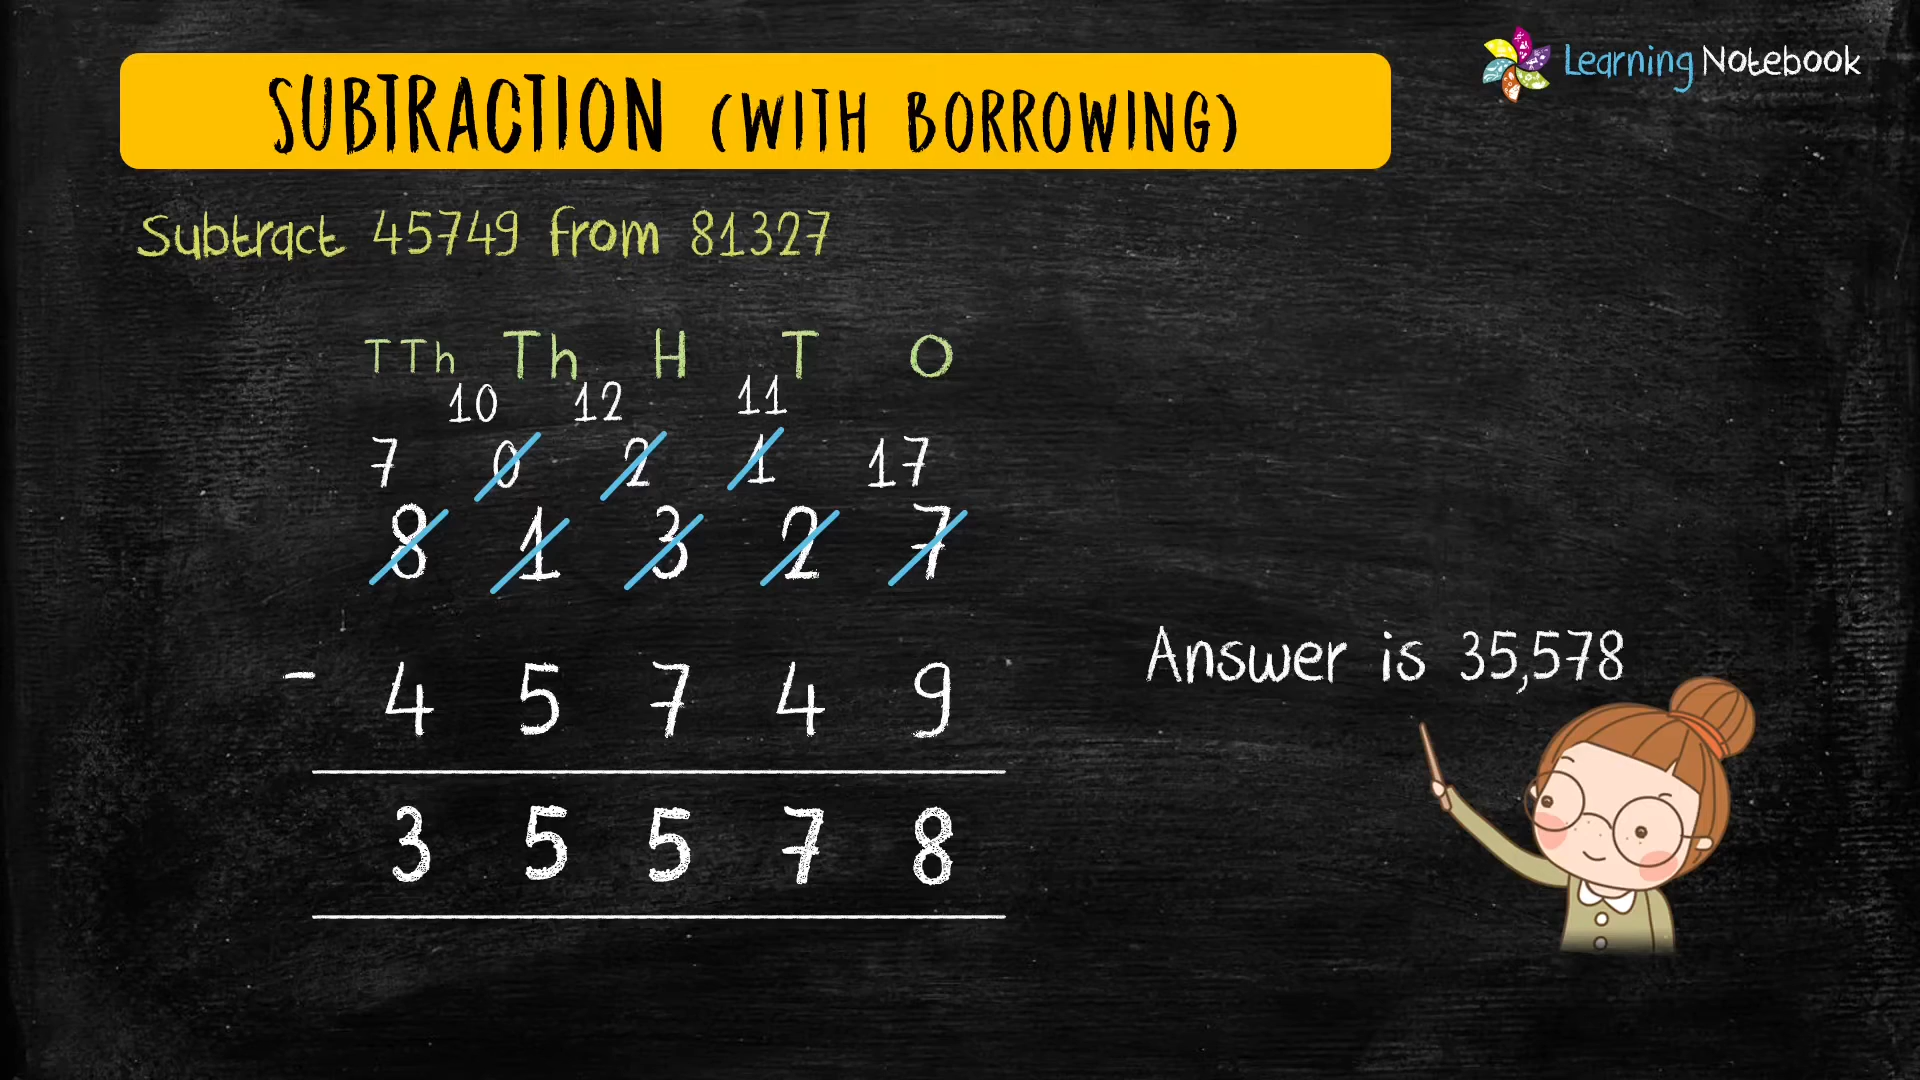 Learning Notebook
SUBTRACTION (WITH BORROWING)
Subtract 45749 from 81327
TTh Th H T O
10 12 11
7 0 2 1 17
8 1 3 2 7
- 4 5 7 4 9
Answer is 35,578
3 5 5 7 8